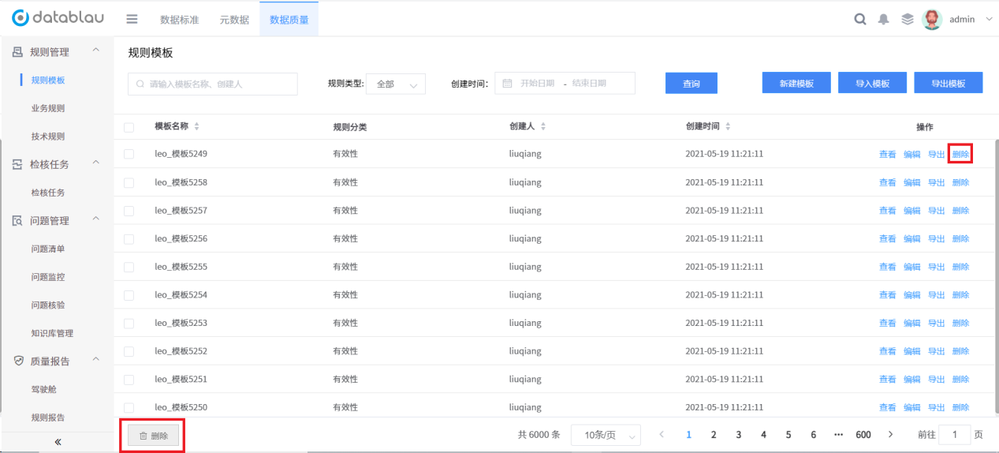 datablau 数据标准 元数据 数据质量 admin
规则管理
规则模板
业务规则
技术规则
检核任务
检核任务
问题管理
问题清单
问题监控
问题核验
知识库管理
质量报告
驾驶舱
规则报告
规则模板
请输入模板名称、创建人 规则类型: 全部 创建时间: 开始日期 - 结束日期 查询 新建模板 导入模板 导出模板
模板名称 规则分类 创建人 创建时间 操作
leo_模板5249 有效性 liuqiang 2021-05-19 11:21:11 查看 编辑 导出 删除
leo_模板5258 有效性 liuqiang 2021-05-19 11:21:11 查看 编辑 导出 删除
leo_模板5257 有效性 liuqiang 2021-05-19 11:21:11 查看 编辑 导出 删除
leo_模板5256 有效性 liuqiang 2021-05-19 11:21:11 查看 编辑 导出 删除
leo_模板5255 有效性 liuqiang 2021-05-19 11:21:11 查看 编辑 导出 删除
leo_模板5254 有效性 liuqiang 2021-05-19 11:21:11 查看 编辑 导出 删除
leo_模板5253 有效性 liuqiang 2021-05-19 11:21:11 查看 编辑 导出 删除
leo_模板5252 有效性 liuqiang 2021-05-19 11:21:11 查看 编辑 导出 删除
leo_模板5251 有效性 liuqiang 2021-05-19 11:21:11 查看 编辑 导出 删除
leo_模板5250 有效性 liuqiang 2021-05-19 11:21:11 查看 编辑 导出 删除
删除 共 6000 条 10条/页 < 1 2 3 4 5 6 ··· 600 > 前往 1 页